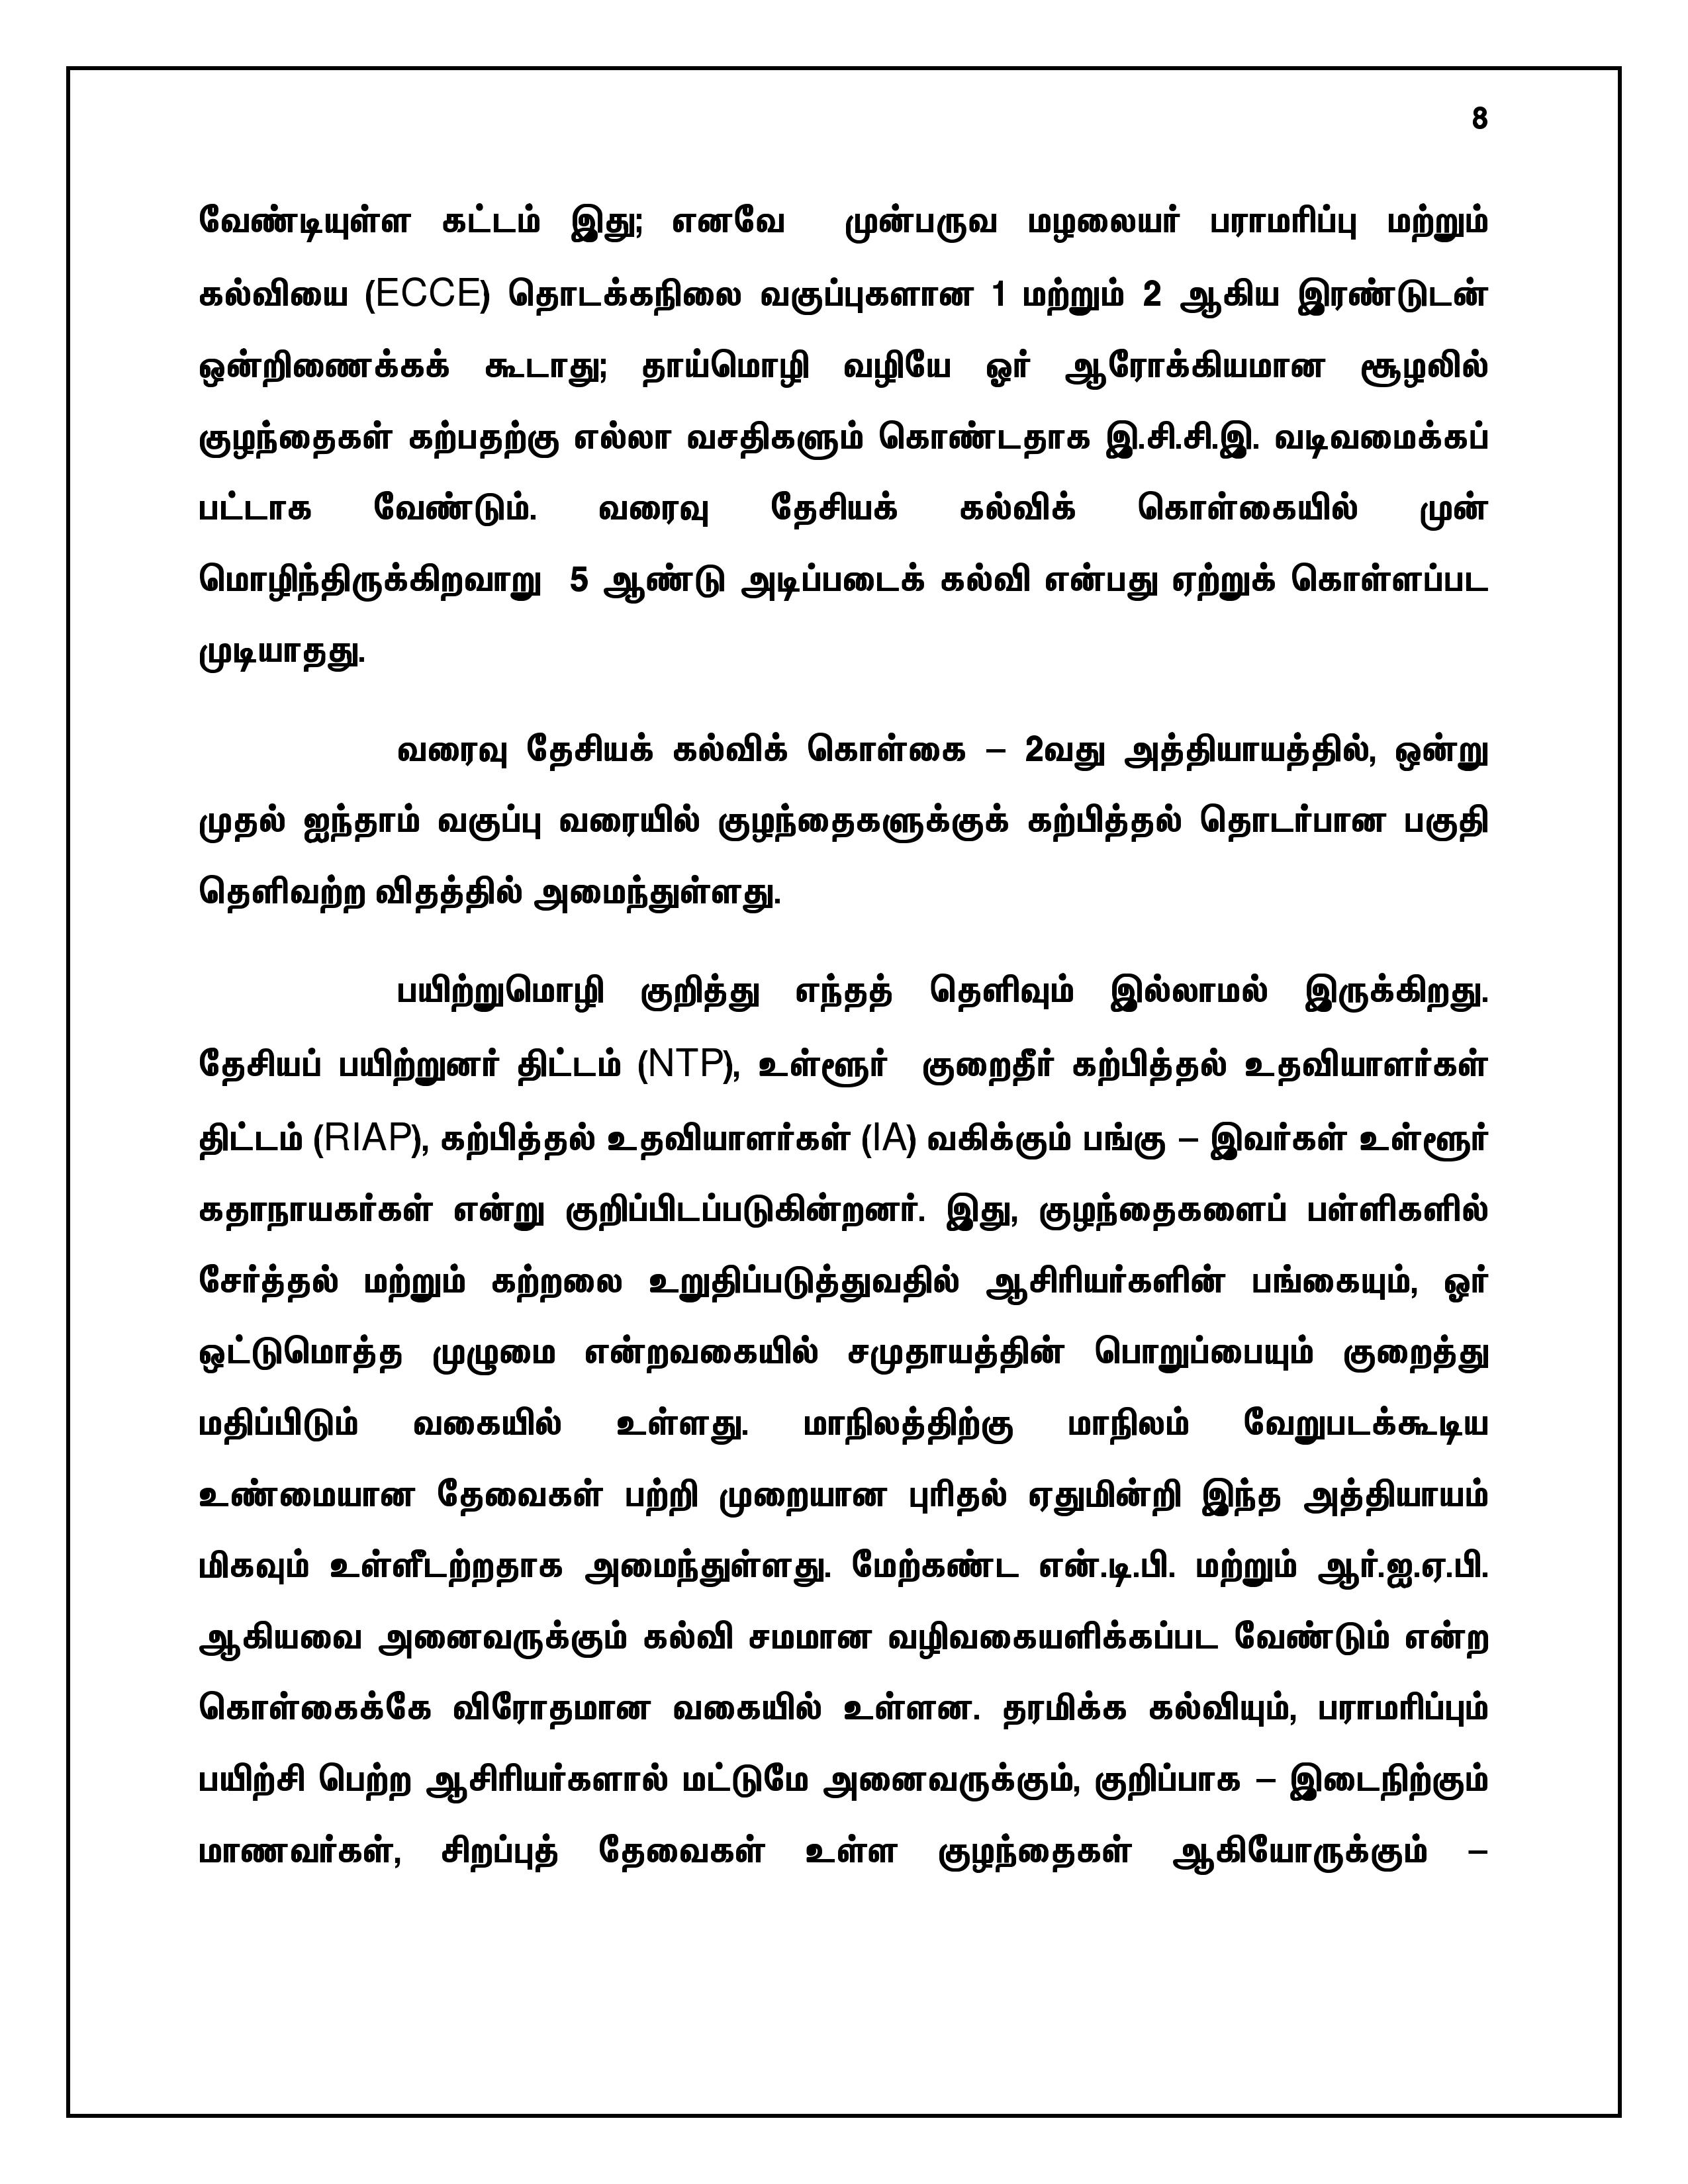 8
வேண்டியுள்ள கட்டம் இது; எனவே முன்பருவ மழலையர் பராமரிப்பு மற்றும்
கல்வியை (ECCE) தொடக்கநிலை வகுப்புகளான 1 மற்றும் 2 ஆகிய இரண்டுடன்
ஒன்றிணைக்கக் கூடாது; தாய்மொழி வழியே ஓர் ஆரோக்கியமான சூழலில்
குழந்தைகள் கற்பதற்கு எல்லா வசதிகளும் கொண்டதாக இ.சி.சி.இ. வடிவமைக்கப்
பட்டாக வேண்டும். வரைவு தேசியக் கல்விக் கொள்கையில் முன்
மொழிந்திருக்கிறவாறு 5 ஆண்டு அடிப்படைக் கல்வி என்பது ஏற்றுக் கொள்ளப்பட
முடியாதது.
வரைவு தேசியக் கல்விக் கொள்கை – 2வது அத்தியாயத்தில், ஒன்று
முதல் ஐந்தாம் வகுப்பு வரையில் குழந்தைகளுக்குக் கற்பித்தல் தொடர்பான பகுதி
தெளிவற்ற விதத்தில் அமைந்துள்ளது.
பயிற்றுமொழி குறித்து எந்தத் தெளிவும் இல்லாமல் இருக்கிறது.
தேசியப் பயிற்றுனர் திட்டம் (NTP), உள்ளூர் குறைதீர் கற்பித்தல் உதவியாளர்கள்
திட்டம் (RIAP), கற்பித்தல் உதவியாளர்கள் (IA) வகிக்கும் பங்கு – இவர்கள் உள்ளூர்
கதாநாயகர்கள் என்று குறிப்பிடப்படுகின்றனர். இது, குழந்தைகளைப் பள்ளிகளில்
சேர்த்தல் மற்றும் கற்றலை உறுதிப்படுத்துவதில் ஆசிரியர்களின் பங்கையும், ஓர்
ஒட்டுமொத்த முழுமை என்றவகையில் சமுதாயத்தின் பொறுப்பையும் குறைத்து
மதிப்பிடும் வகையில் உள்ளது. மாநிலத்திற்கு மாநிலம் வேறுபடக்கூடிய
உண்மையான தேவைகள் பற்றி முறையான புரிதல் ஏதுமின்றி இந்த அத்தியாயம்
மிகவும் உள்ளீடற்றதாக அமைந்துள்ளது. மேற்கண்ட என்.டி.பி. மற்றும் ஆர்.ஐ.ஏ.பி.
ஆகியவை அனைவருக்கும் கல்வி சமமான வழிவகையளிக்கப்பட வேண்டும் என்ற
கொள்கைக்கே விரோதமான வகையில் உள்ளன. தரமிக்க கல்வியும், பராமரிப்பும்
பயிற்சி பெற்ற ஆசிரியர்களால் மட்டுமே அனைவருக்கும், குறிப்பாக – இடைநிற்கும்
மாணவர்கள், சிறப்புத் தேவைகள் உள்ள குழந்தைகள் ஆகியோருக்கும் –